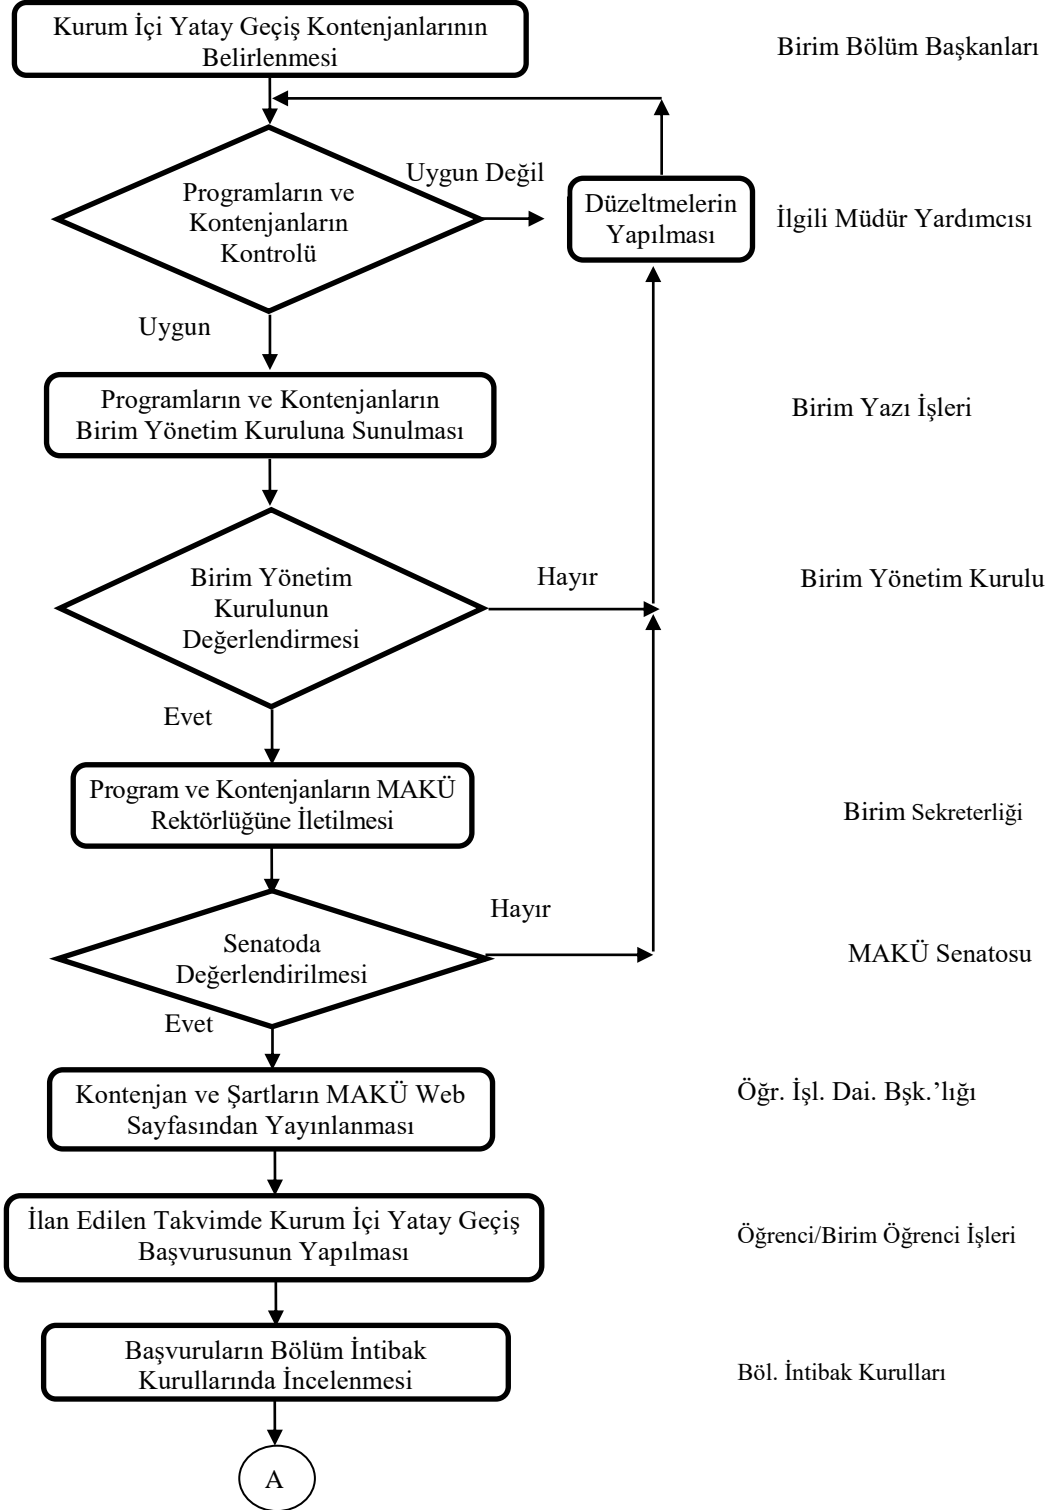 Kurum İçi Yatay Geçiş Kontenjanlarının
Belirlenmesi
Birim Bölüm Başkanları
Uygun Değil
Programların ve
Kontenjanların
Kontrolü
Düzeltmelerin
Yapılması
İlgili Müdür Yardımcısı
Uygun
Programların ve Kontenjanların
Birim Yönetim Kuruluna Sunulması
Birim Yazı İşleri
Birim Yönetim
Kurulunun
Değerlendirmesi
Hayır
Birim Yönetim Kurulu
Evet
Program ve Kontenjanların MAKÜ
Rektörlüğüne İletilmesi
Birim Sekreterliği
Hayır
Senatoda
Değerlendirilmesi
MAKÜ Senatosu
Evet
Kontenjan ve Şartların MAKÜ Web
Sayfasından Yayınlanması
Öğr. İşl. Dai. Bşk.’lığı
İlan Edilen Takvimde Kurum İçi Yatay Geçiş
Başvurusunun Yapılması
Öğrenci/Birim Öğrenci İşleri
Başvuruların Bölüm İntibak
Kurullarında İncelenmesi
Böl. İntibak Kurulları
A